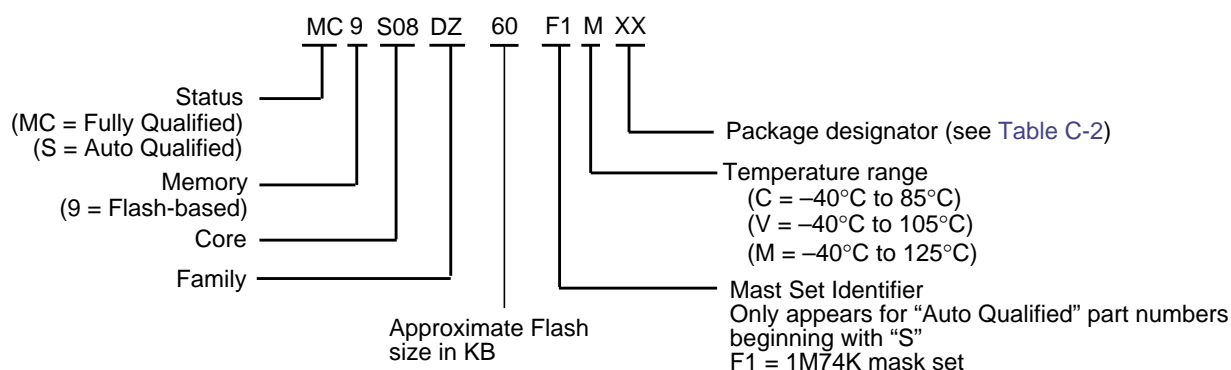 MC 9 S08 DZ 60 F1 M XX
Status
(MC = Fully Qualified)
(S = Auto Qualified)
Memory
(9 = Flash-based)
Core
Family
Approximate Flash
size in KB
Package designator (see Table C-2)
Temperature range
(C = –40°C to 85°C)
(V = –40°C to 105°C)
(M = –40°C to 125°C)
Mast Set Identifier
Only appears for “Auto Qualified” part numbers
beginning with “S”
F1 = 1M74K mask set